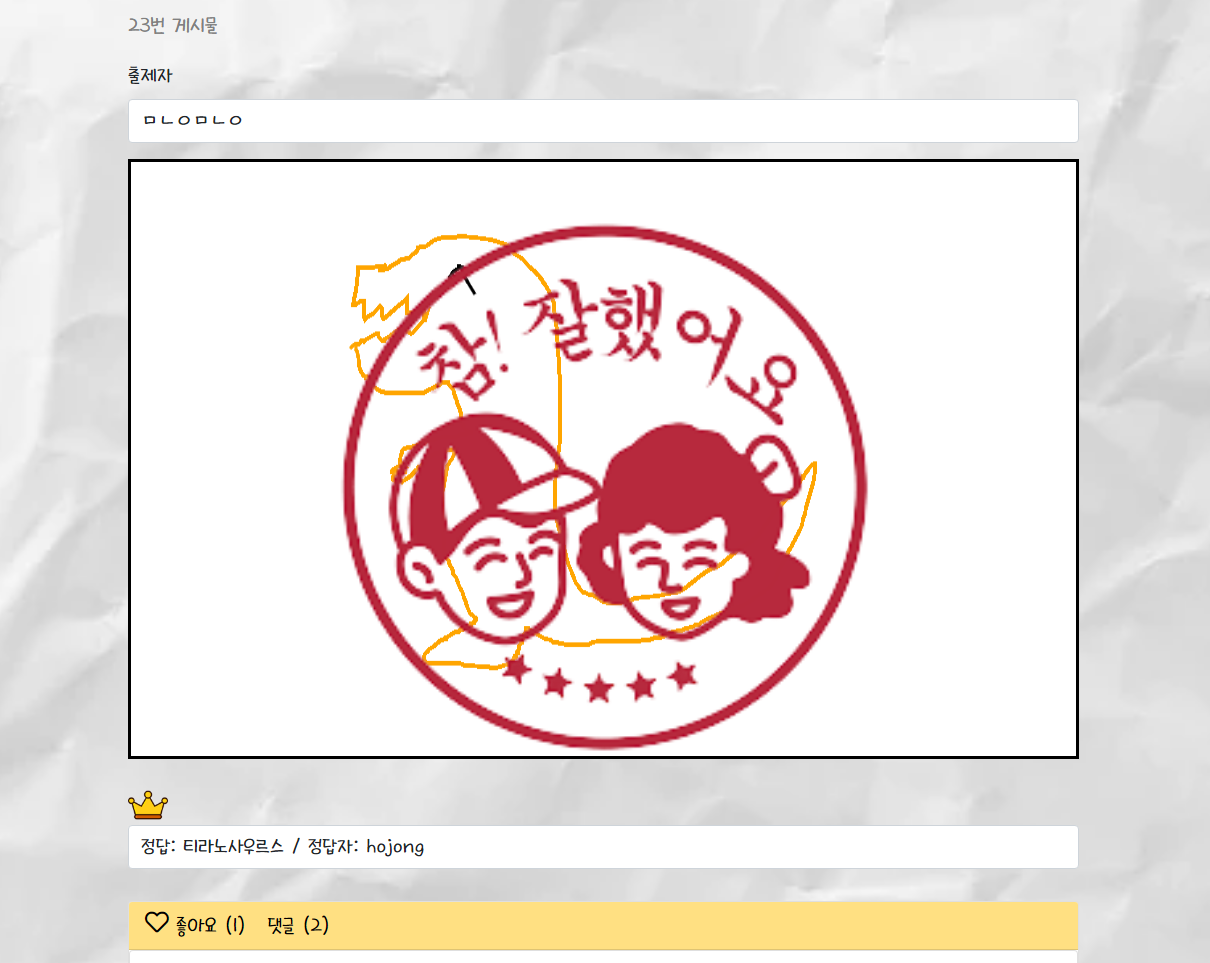 23번 게시물
출제자
ㅁㄴㅇㅁㄴㅇ
참! 잘했어요
정답: 티라노사우르스 / 정답자: hojong
좋아요 (1) 댓글 (2)